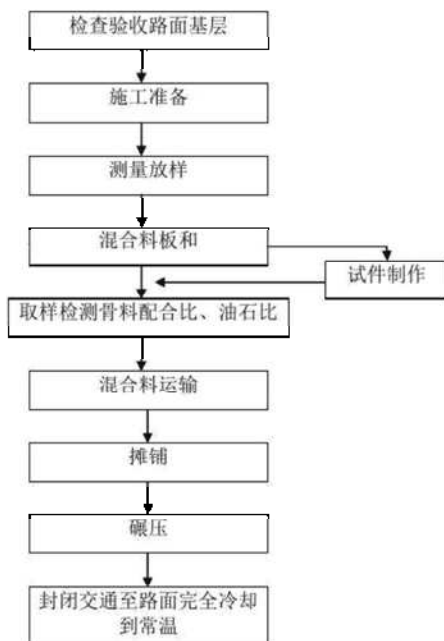 检查验收路面基层
施工准备
测量放样
混合料板和
试件制作
取样检测骨料配合比、油石比
混合料运输
摊铺
碾压
封闭交通至路面完全冷却
到常温